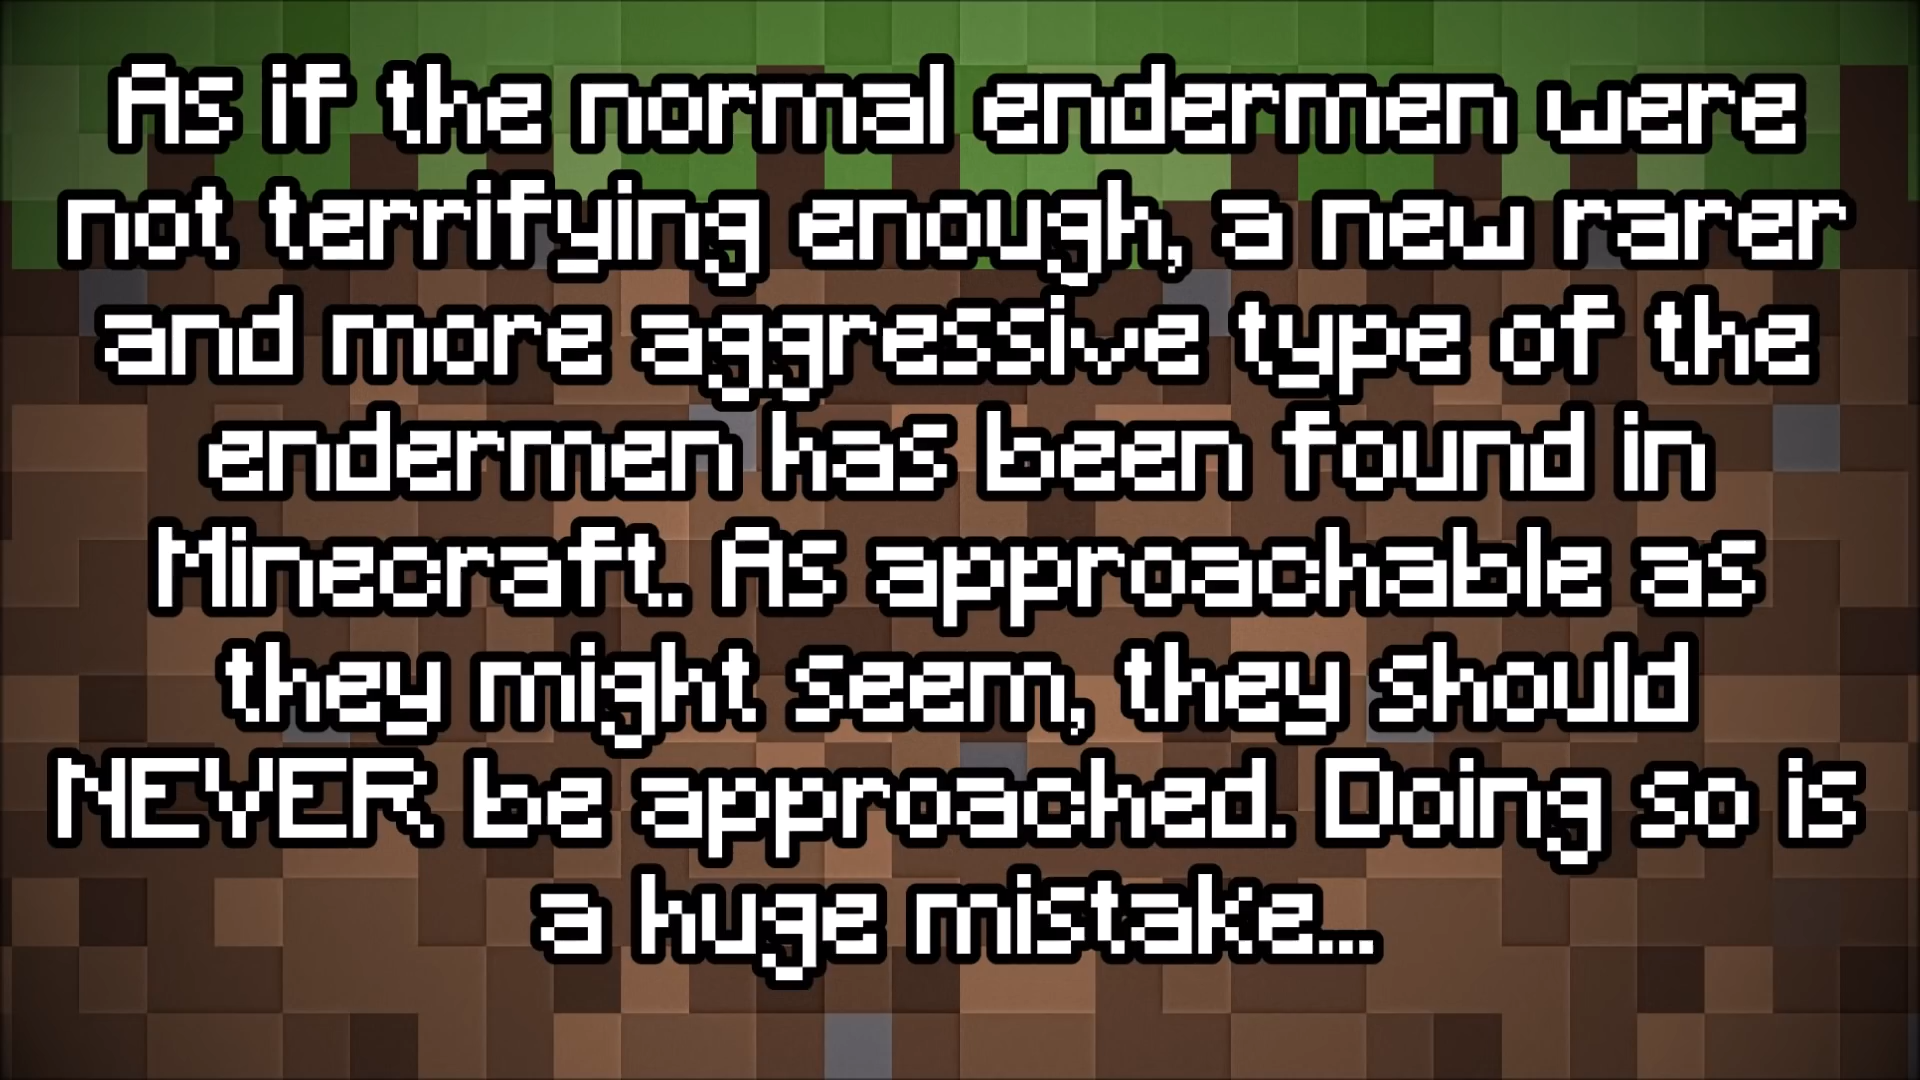 As if the normal endermen were
not terrifying enough, a new rarer
and more aggressive type of the
endermen has been found in
Minecraft. As approachable as
they might seem, they should
NEVER be approached. Doing so is
a huge mistake...